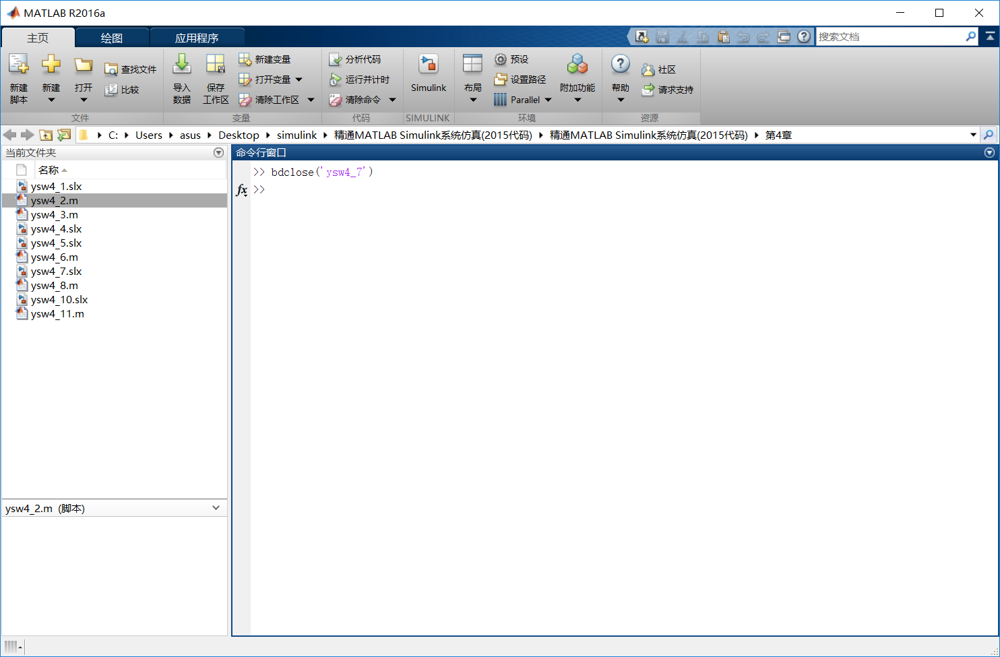 MATLAB R2016a
主页 绘图 应用程序 搜索文档
新建脚本 新建 打开 查找文件 比较 导入数据 保存工作区 新建变量 打开变量 清除工作区 分析代码 运行并计时 清除命令 Simulink 布局 预设 设置路径 Parallel 附加功能 帮助 社区 请求支持
文件 变量 代码 SIMULINK 环境 资源
C: Users asus Desktop simulink 精通MATLAB Simulink系统仿真(2015代码) 精通MATLAB Simulink系统仿真(2015代码) 第4章
当前文件夹
名称
ysw4_1.slx
ysw4_2.m
ysw4_3.m
ysw4_4.slx
ysw4_5.slx
ysw4_6.m
ysw4_7.slx
ysw4_8.m
ysw4_10.slx
ysw4_11.m
ysw4_2.m (脚本)
命令行窗口
>> bdclose('ysw4_7')
fx >>